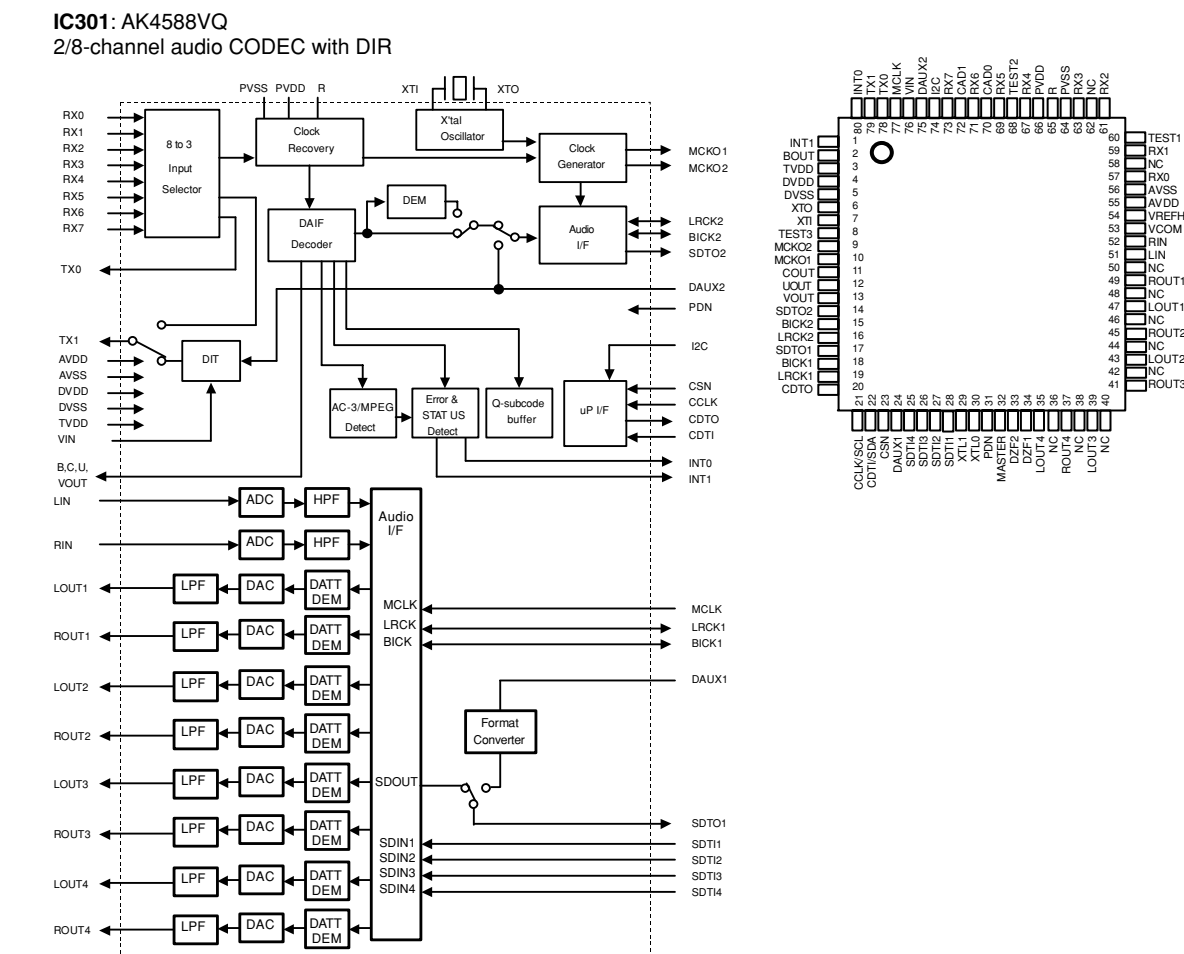 IC301: AK4588VQ
2/8-channel audio CODEC with DIR
PVSS PVDD R
XTI
XTO
RX0
RX1
RX2
RX3
RX4
RX5
RX6
RX7
8 to 3
Input
Selector
Clock
Recovery
X'tal
Oscillator
Clock
Generator
MCKO1
MCKO2
DEM
DAIF
Decoder
Audio
I/F
LRCK2
BICK2
SDTO2
TX0
DAUX2
PDN
TX1
AVDD
AVSS
DVDD
DVSS
TVDD
VIN
DIT
I2C
AC-3/MPEG
Detect
Error &
STAT US
Detect
Q-subcode
buffer
uP I/F
CSN
CCLK
CDTO
CDTI
INT0
INT1
B,C,U,
VOUT
LIN
ADC
HPF
Audio
I/F
RIN
ADC
HPF
LOUT1
LPF
DAC
DATT
DEM
MCLK
MCLK
ROUT1
LPF
DAC
DATT
DEM
LRCK
BICK
LRCK1
BICK1
LOUT2
LPF
DAC
DATT
DEM
DAUX1
ROUT2
LPF
DAC
DATT
DEM
Format
Converter
LOUT3
LPF
DAC
DATT
DEM
SDOUT
ROUT3
LPF
DAC
DATT
DEM
SDTO1
SDIN1
SDIN2
SDIN3
SDIN4
SDTI1
SDTI2
SDTI3
SDTI4
LOUT4
LPF
DAC
DATT
DEM
ROUT4
LPF
DAC
DATT
DEM
INT0
TX1
TX0
MCLK
VIN
DAUX2
I2C
RX7
CAD1
RX6
CAD0
RX5
TEST2
RX4
PVDD
R
PVSS
RX3
NC
RX2
80
79
78
77
76
75
74
73
72
71
70
69
68
67
66
65
64
63
62
61
INT1 1
BOUT 2
TVDD 3
DVDD 4
DVSS 5
XTO 6
XTI 7
TEST3 8
MCKO2 9
MCKO1 10
COUT 11
UOUT 12
VOUT 13
SDTO2 14
BICK2 15
LRCK2 16
SDTO1 17
BICK1 18
LRCK1 19
CDTO 20
60 TEST1
59 RX1
58 NC
57 RX0
56 AVSS
55 AVDD
54 VREFH
53 VCOM
52 RIN
51 LIN
50 NC
49 ROUT1
48 NC
47 LOUT1
46 NC
45 ROUT2
44 NC
43 LOUT2
42 NC
41 ROUT3
21
22
23
24
25
26
27
28
29
30
31
32
33
34
35
36
37
38
39
40
CCLK/SCL
CDTI/SDA
CSN
DAUX1
SDTI4
SDTI3
SDTI2
SDTI1
XTL1
XTL0
PDN
MASTER
DZF2
DZF1
LOUT4
NC
ROUT4
NC
LOUT3
NC